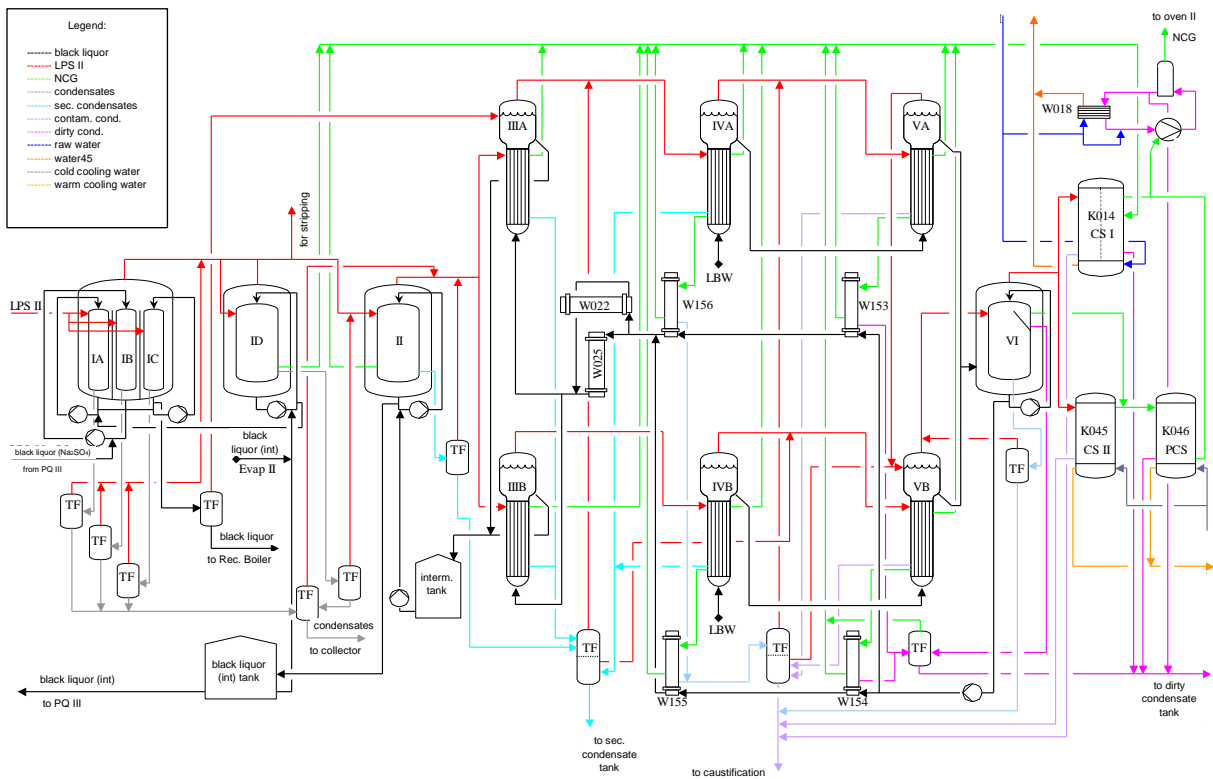 Legend:
black liquor
LPS II
NCG
condensates
sec. condensates
contam. cond.
dirty cond.
raw water
water45
cold cooling water
warm cooling water
to oven II
NCG
W018
IIIA
IVA
VA
K014
CS I
for stripping
LBW
LPS II
W022
W156
W153
IA
IB
IC
ID
II
W025
VI
black liquor (Na₂SO₄)
from PQ III
black
liquor (int)
Evap II
TF
TF
K045
CS II
K046
PCS
IIIB
IVB
VB
TF
TF
TF
TF
black liquor
to Rec. Boiler
TF
TF
interm.
tank
LBW
condensates
to collector
TF
TF
TF
black liquor
(int) tank
black liquor (int)
to PQ III
W155
W154
to dirty
condensate
tank
to sec.
condensate
tank
to caustification